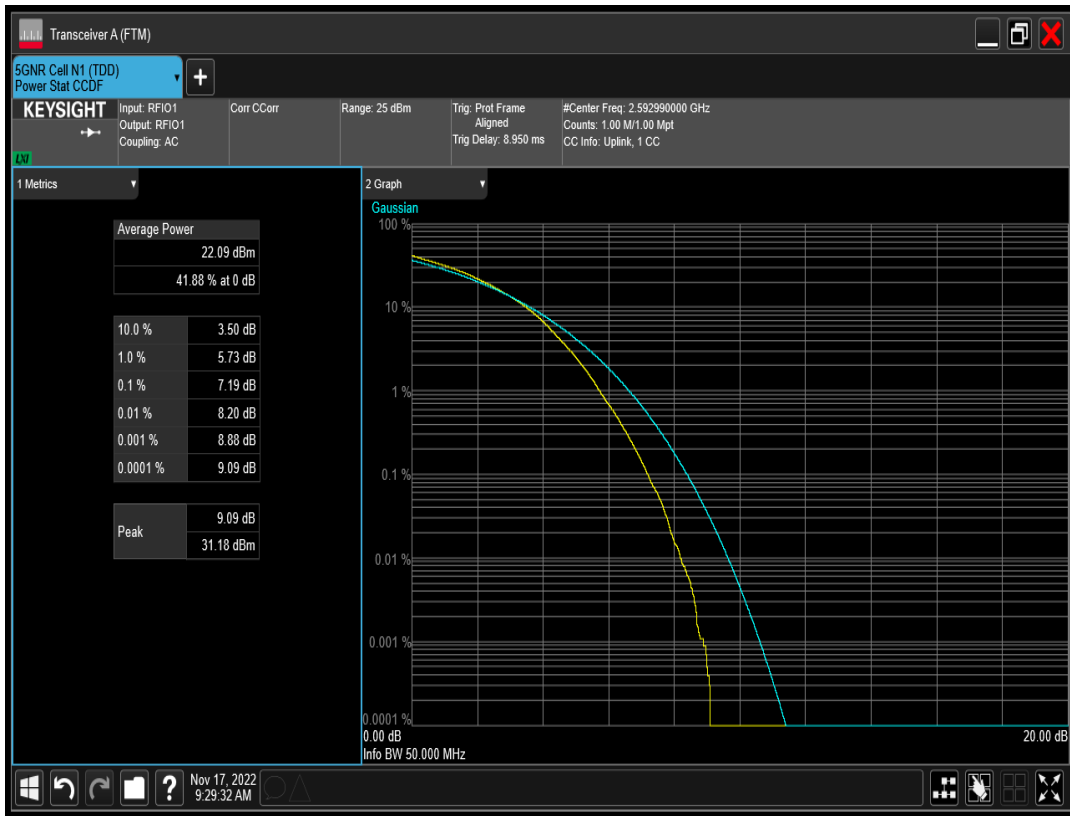 Transceiver A (FTM)
5GNR Cell N1 (TDD)
Power Stat CCDF
+
KEYSIGHT
LXI
Input: RFIO1
Output: RFIO1
Coupling: AC
Corr CCorr
Range: 25 dBm
Trig: Prot Frame
Aligned
Trig Delay: 8.950 ms
#Center Freq: 2.592990000 GHz
Counts: 1.00 M/1.00 Mpt
CC Info: Uplink, 1 CC
1 Metrics
Average Power
22.09 dBm
41.88 % at 0 dB
10.0 % 3.50 dB
1.0 % 5.73 dB
0.1 % 7.19 dB
0.01 % 8.20 dB
0.001 % 8.88 dB
0.0001 % 9.09 dB
Peak
9.09 dB
31.18 dBm
2 Graph
Gaussian
100 %
10 %
1 %
0.1 %
0.01 %
0.001 %
0.0001 %
0.00 dB 20.00 dB
Info BW 50.000 MHz
?
Nov 17, 2022
9:29:32 AM